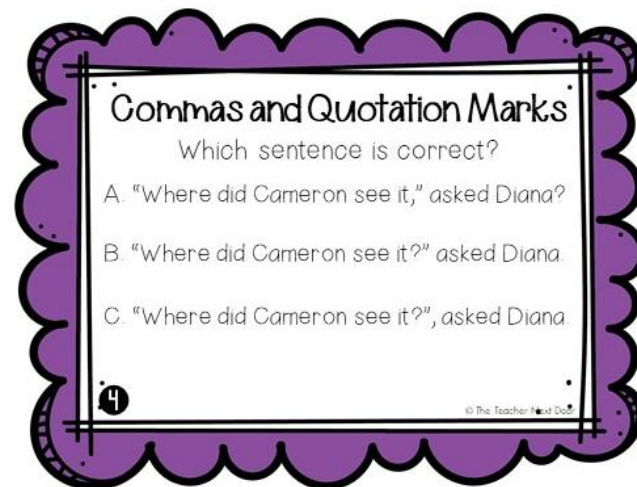 Commas and Quotation Marks
Which sentence is correct?
A. “Where did Cameron see it,” asked Diana?
B. “Where did Cameron see it?” asked Diana.
C. “Where did Cameron see it?”, asked Diana.
4
© The Teacher Next Door